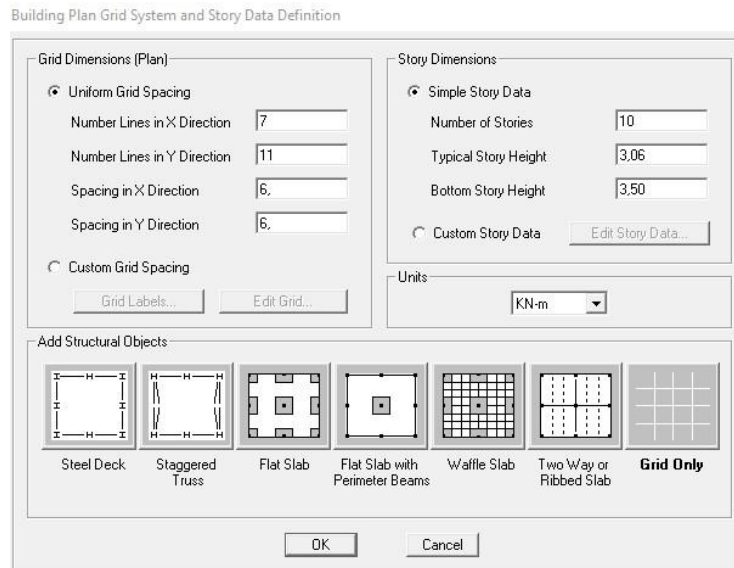 Building Plan Grid System and Story Data Definition
Grid Dimensions (Plan)
Uniform Grid Spacing
Number Lines in X Direction 7
Number Lines in Y Direction 11
Spacing in X Direction 6,
Spacing in Y Direction 6,
Custom Grid Spacing
Grid Labels... Edit Grid...
Story Dimensions
Simple Story Data
Number of Stories 10
Typical Story Height 3,06
Bottom Story Height 3,50
Custom Story Data Edit Story Data...
Units
KN-m
Add Structural Objects
Steel Deck
Staggered
Truss
Flat Slab
Flat Slab with
Perimeter Beams
Waffle Slab
Two Way or
Ribbed Slab
Grid Only
OK Cancel